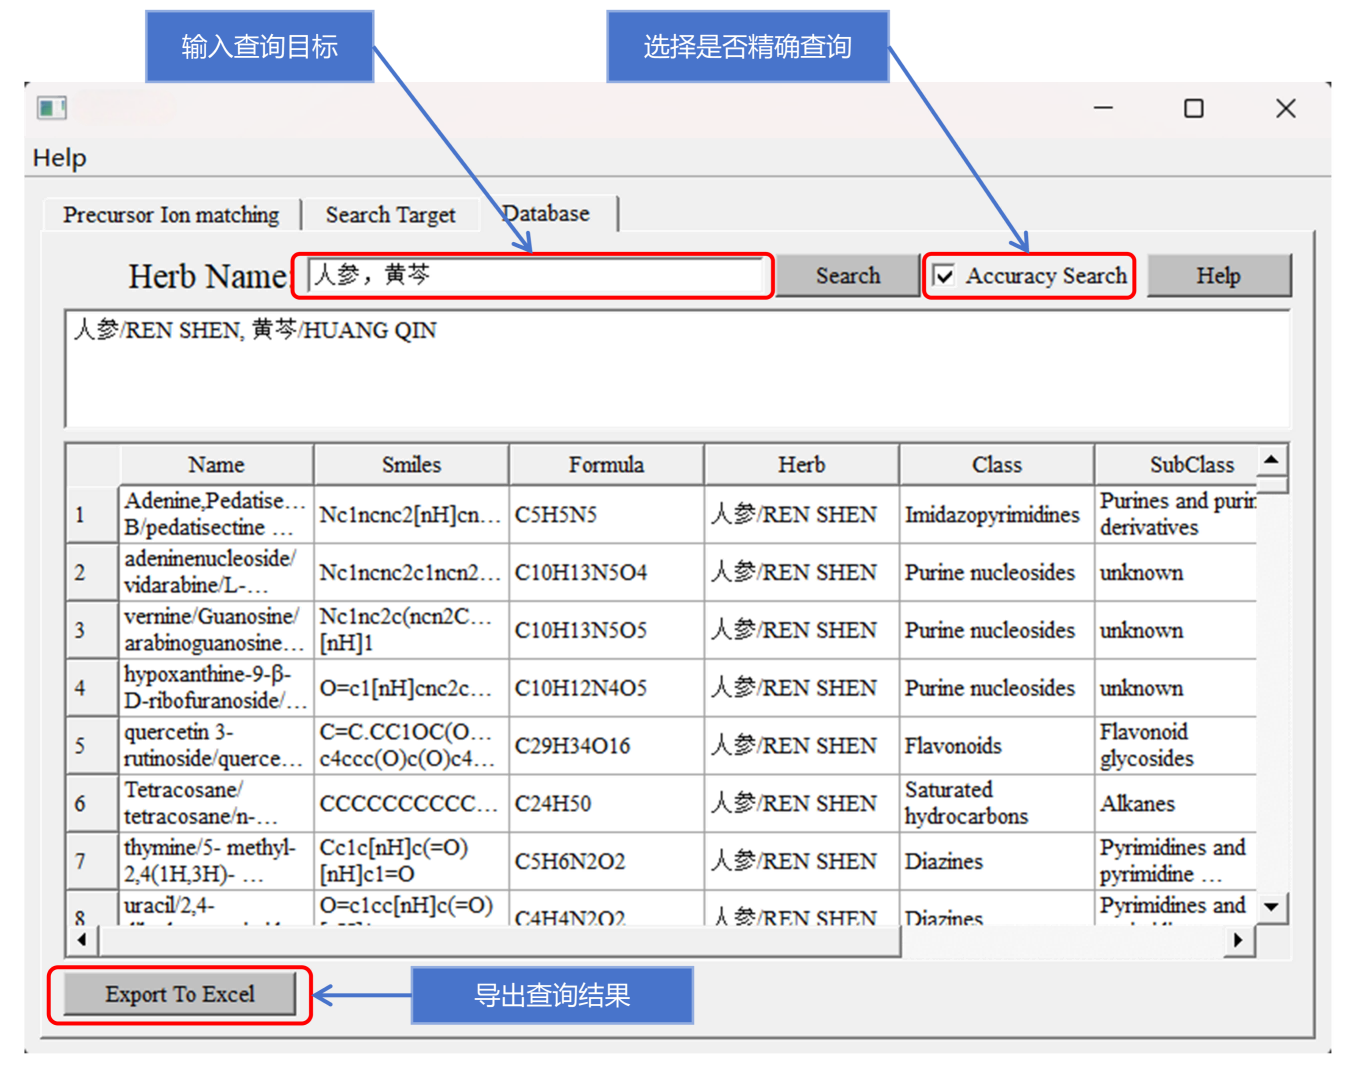 输入查询目标
选择是否精确查询
Help
Precursor Ion matching
Search Target
Database
Herb Name:
人参，黄芩
Search
Accuracy Search
Help
人参/REN SHEN, 黄芩/HUANG QIN
Name Smiles Formula Herb Class SubClass
1
Adenine,Pedatise...
B/pedatisectine ...
Nc1ncnc2[nH]cn...
C5H5N5
人参/REN SHEN
Imidazopyrimidines
Purines and purin
derivatives
2
adeninenucleoside/
vidarabine/L-...
Nc1ncnc2c1ncn2...
C10H13N5O4
人参/REN SHEN
Purine nucleosides
unknown
3
vernine/Guanosine/
arabinoguanosine...
Nc1nc2c(ncn2C...
[nH]1
C10H13N5O5
人参/REN SHEN
Purine nucleosides
unknown
4
hypoxanthine-9-β-
D-ribofuranoside/...
O=c1[nH]cnc2c...
C10H12N4O5
人参/REN SHEN
Purine nucleosides
unknown
5
quercetin 3-
rutinoside/querce...
C=C.CC1OC(O...
c4ccc(O)c(O)c4...
C29H34O16
人参/REN SHEN
Flavonoids
Flavonoid
glycosides
6
Tetracosane/
tetracosane/n-...
CCCCCCCCCC...
C24H50
人参/REN SHEN
Saturated
hydrocarbons
Alkanes
7
thymine/5- methyl-
2,4(1H,3H)- ...
Cc1c[nH]c(=O)
[nH]c1=O
C5H6N2O2
人参/REN SHEN
Diazines
Pyrimidines and
pyrimidine ...
8
uracil/2,4-
O=c1cc[nH]c(=O)
C4H4N2O2
人参/REN SHEN
Diazines
Pyrimidines and
Export To Excel
导出查询结果